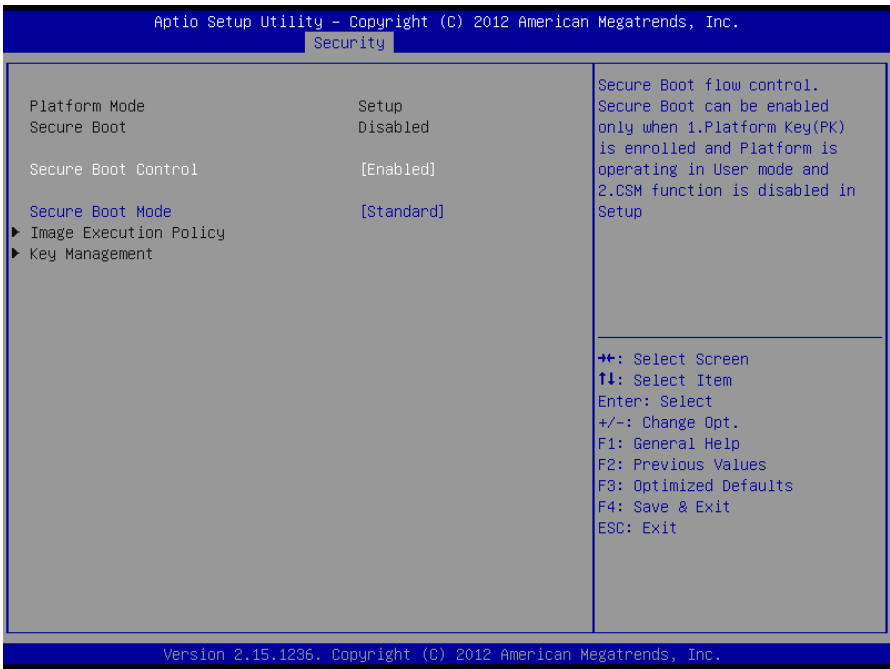 Aptio Setup Utility – Copyright (C) 2012 American Megatrends, Inc.
Security
Platform Mode Setup
Secure Boot Disabled
Secure Boot Control [Enabled]
Secure Boot Mode [Standard]
▶ Image Execution Policy
▶ Key Management
Secure Boot flow control.
Secure Boot can be enabled
only when 1.Platform Key(PK)
is enrolled and Platform is
operating in User mode and
2.CSM function is disabled in
Setup
→←: Select Screen
↑↓: Select Item
Enter: Select
+/-: Change Opt.
F1: General Help
F2: Previous Values
F3: Optimized Defaults
F4: Save & Exit
ESC: Exit
Version 2.15.1236. Copyright (C) 2012 American Megatrends, Inc.